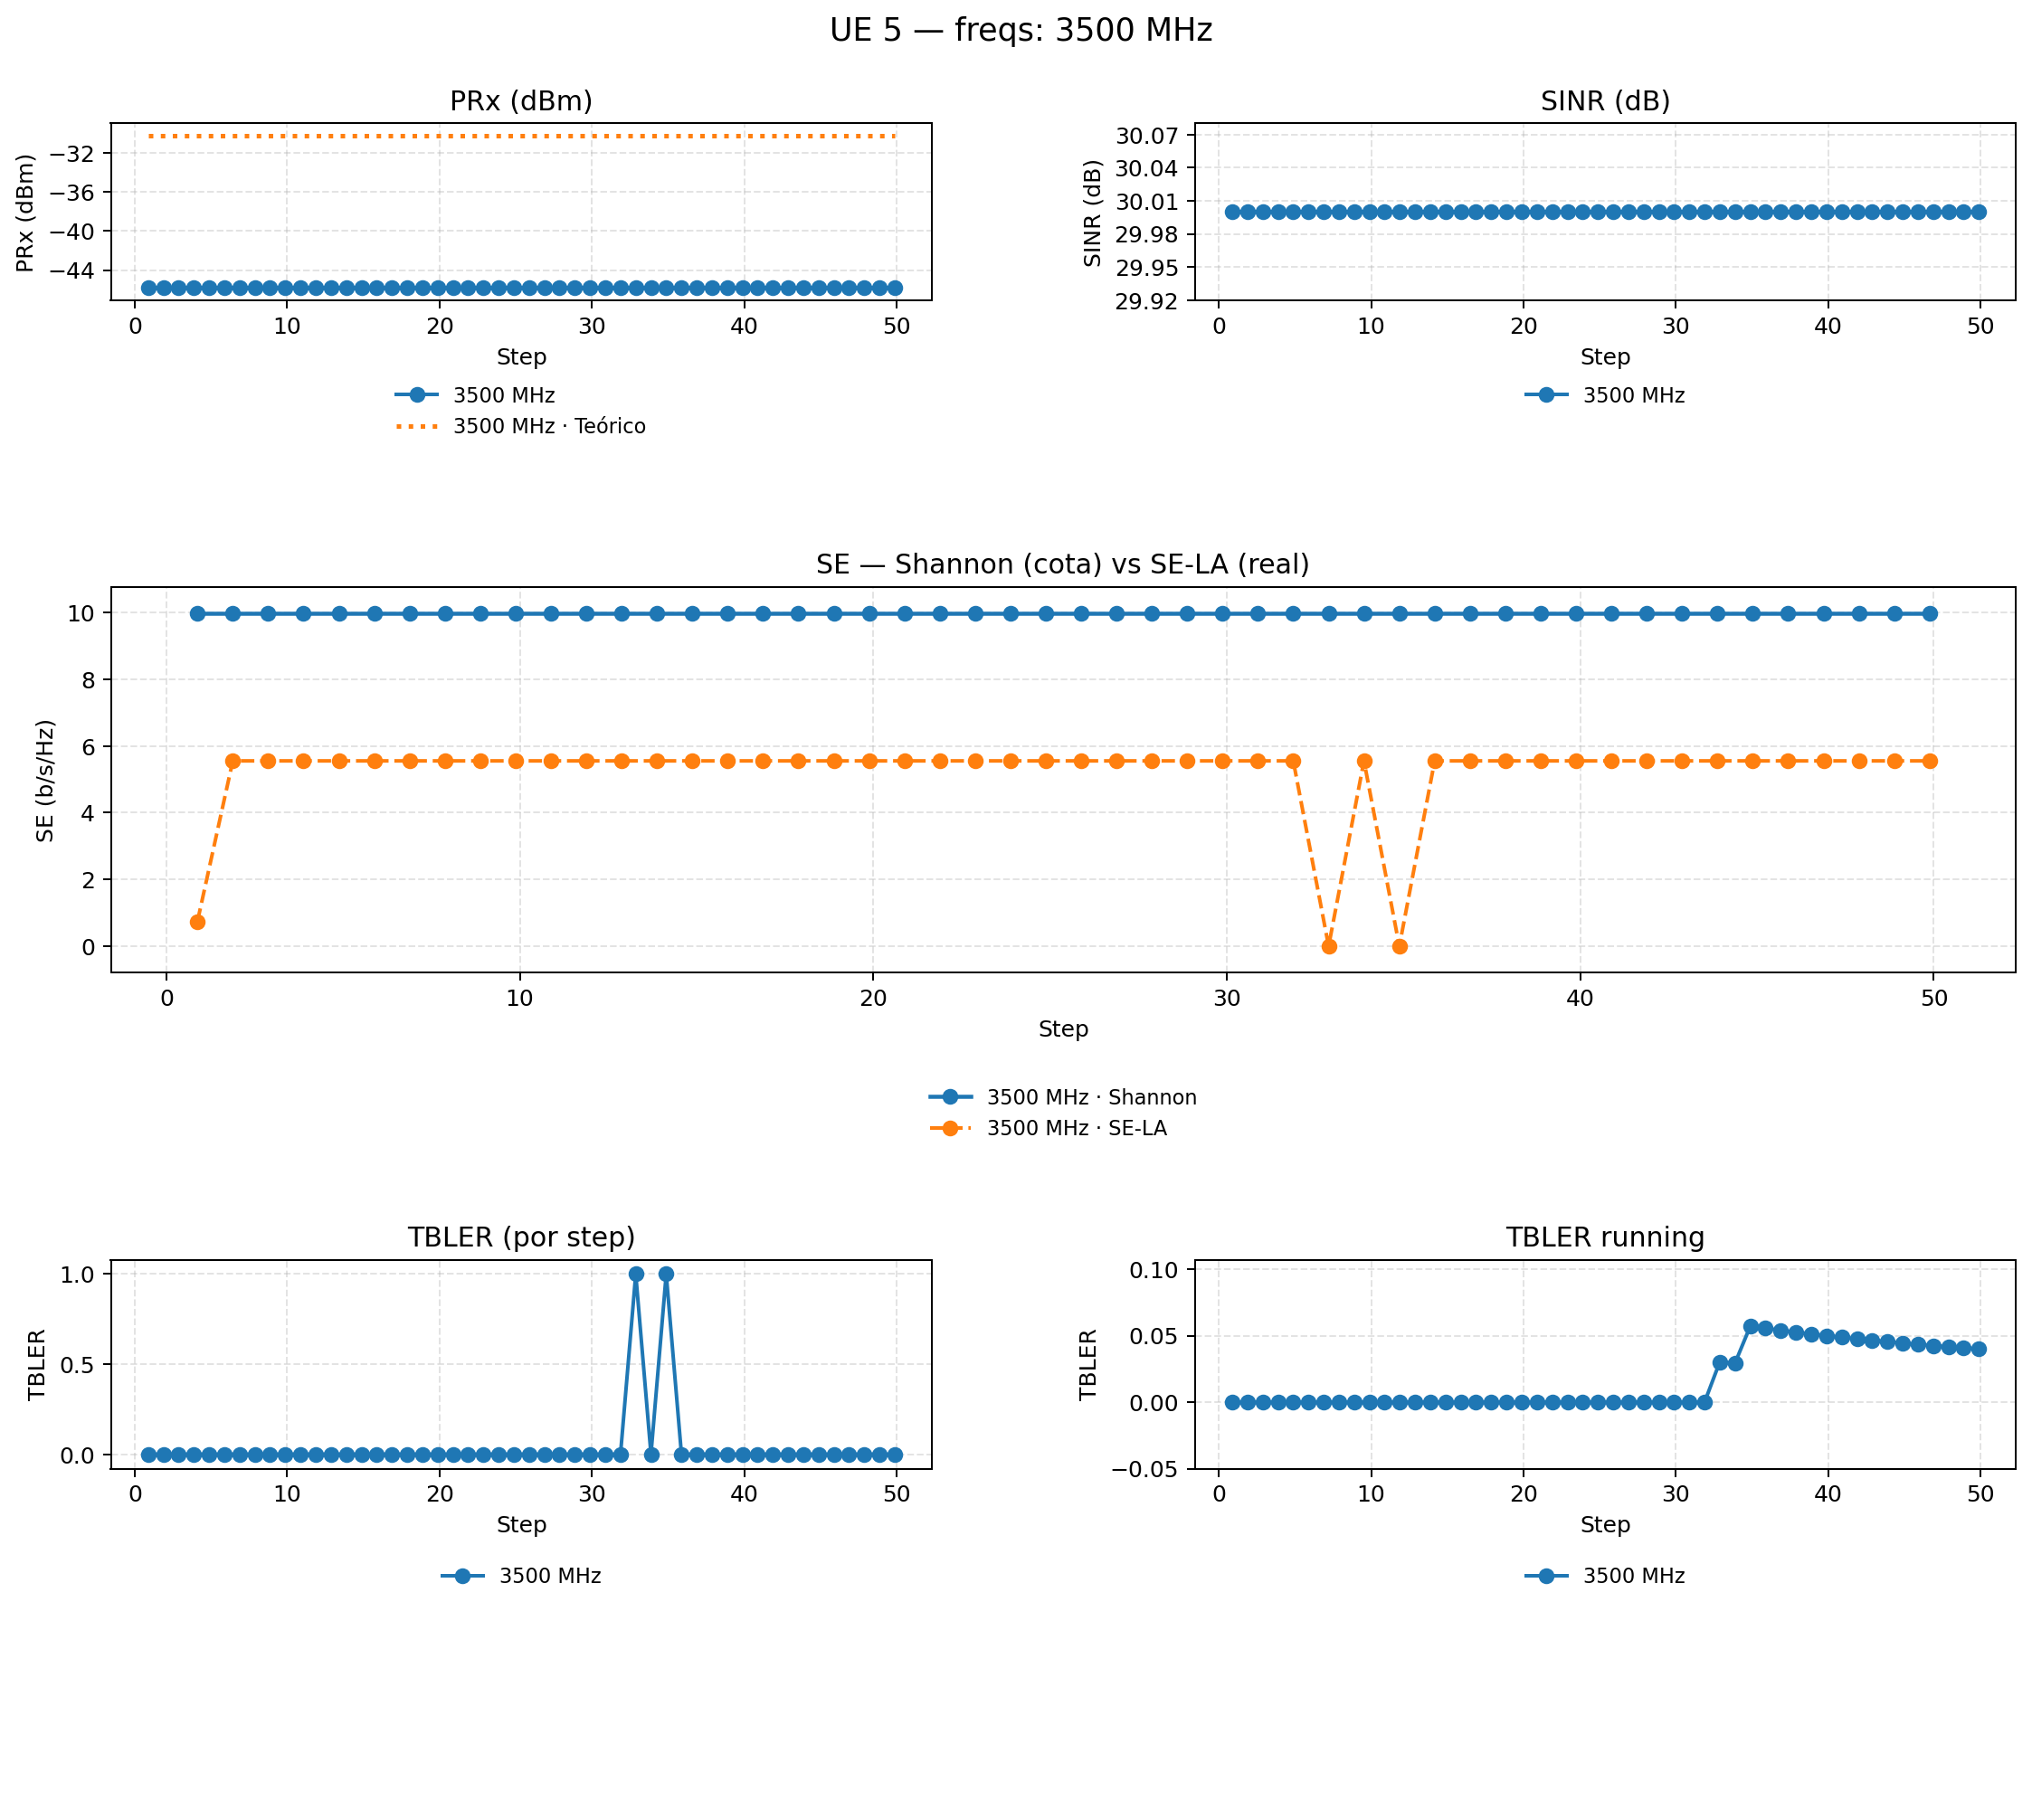 UE 5 — freqs: 3500 MHz
PRx (dBm)
PRx (dBm)
−32
−36
−40
−44
0 10 20 30 40 50
Step
3500 MHz
3500 MHz · Teórico
SINR (dB)
SINR (dB)
30.07
30.04
30.01
29.98
29.95
29.92
0 10 20 30 40 50
Step
3500 MHz
SE — Shannon (cota) vs SE-LA (real)
SE (b/s/Hz)
10
8
6
4
2
0
0 10 20 30 40 50
Step
3500 MHz · Shannon
3500 MHz · SE-LA
TBLER (por step)
TBLER
1.0
0.5
0.0
0 10 20 30 40 50
Step
3500 MHz
TBLER running
TBLER
0.10
0.05
0.00
−0.05
0 10 20 30 40 50
Step
3500 MHz